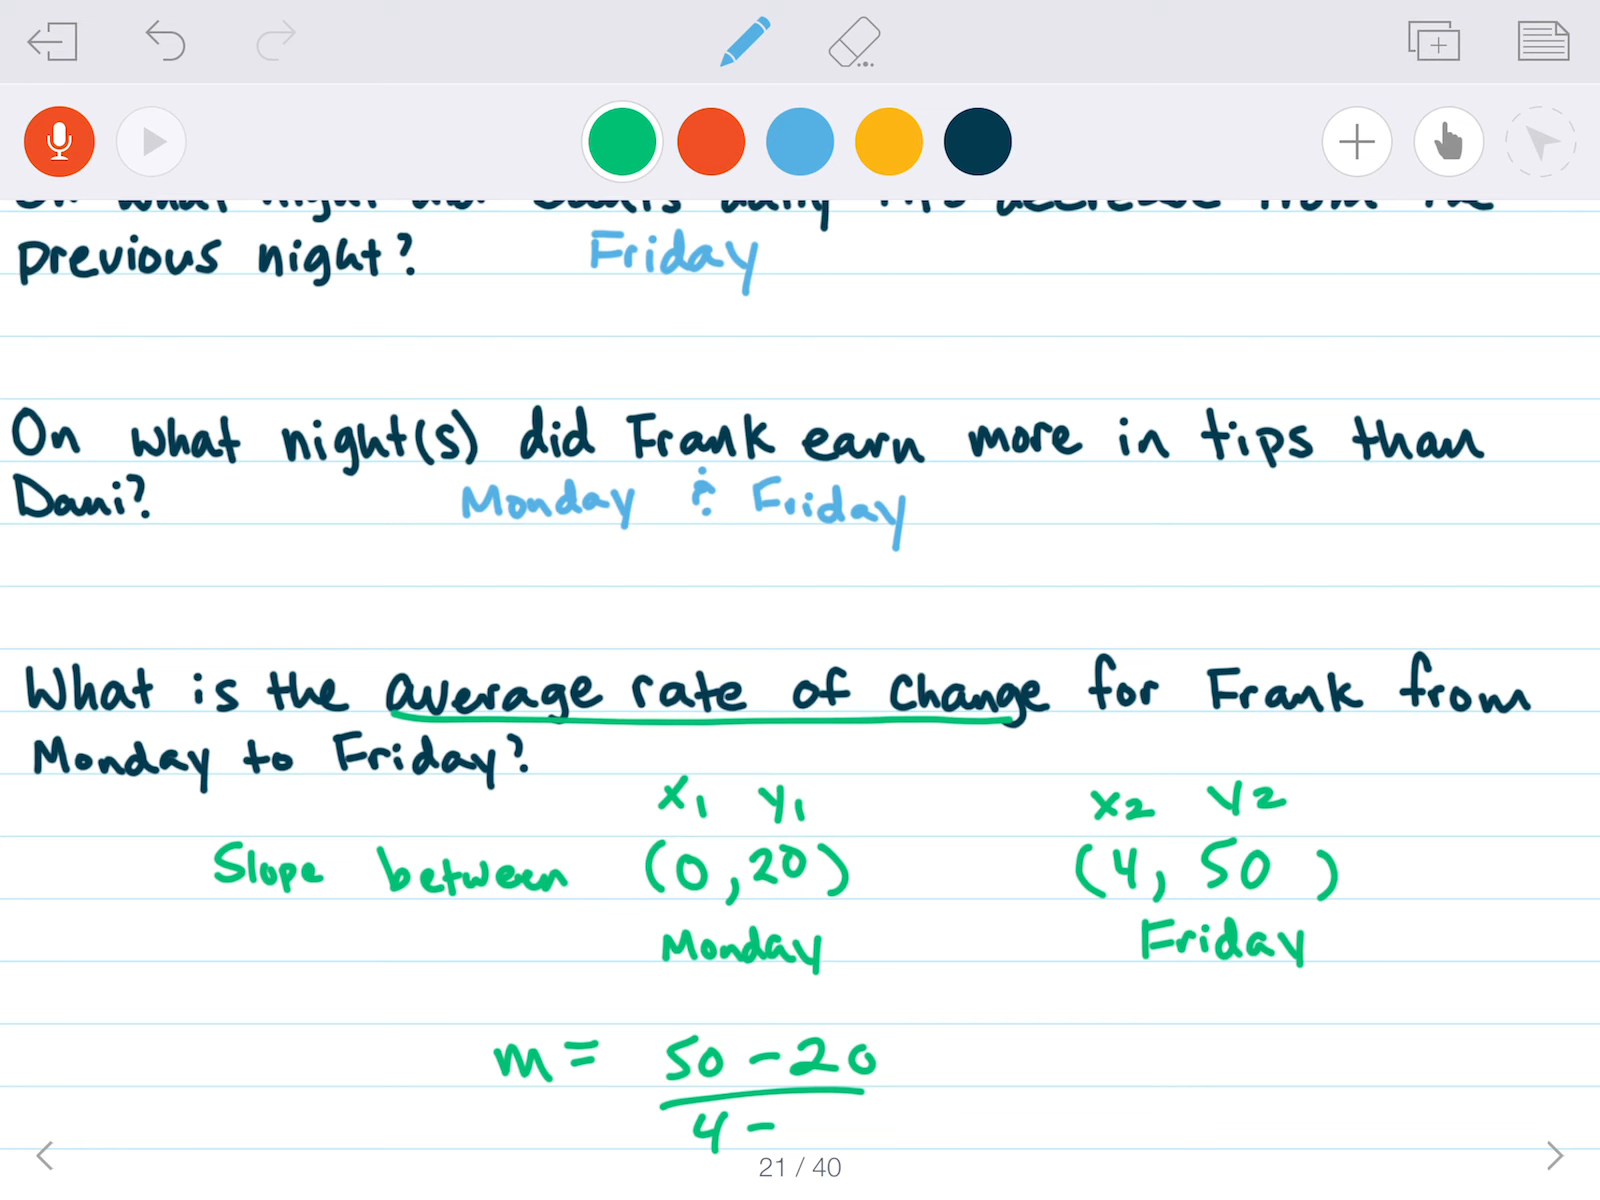 previous night? Friday
On what night(s) did Frank earn more in tips than
Dani? Monday & Friday
What is the average rate of change for Frank from
Monday to Friday?
x1 y1 x2 y2
Slope between (0,20) (4, 50 )
Monday Friday
m = 50 - 20
4 -
21 / 40